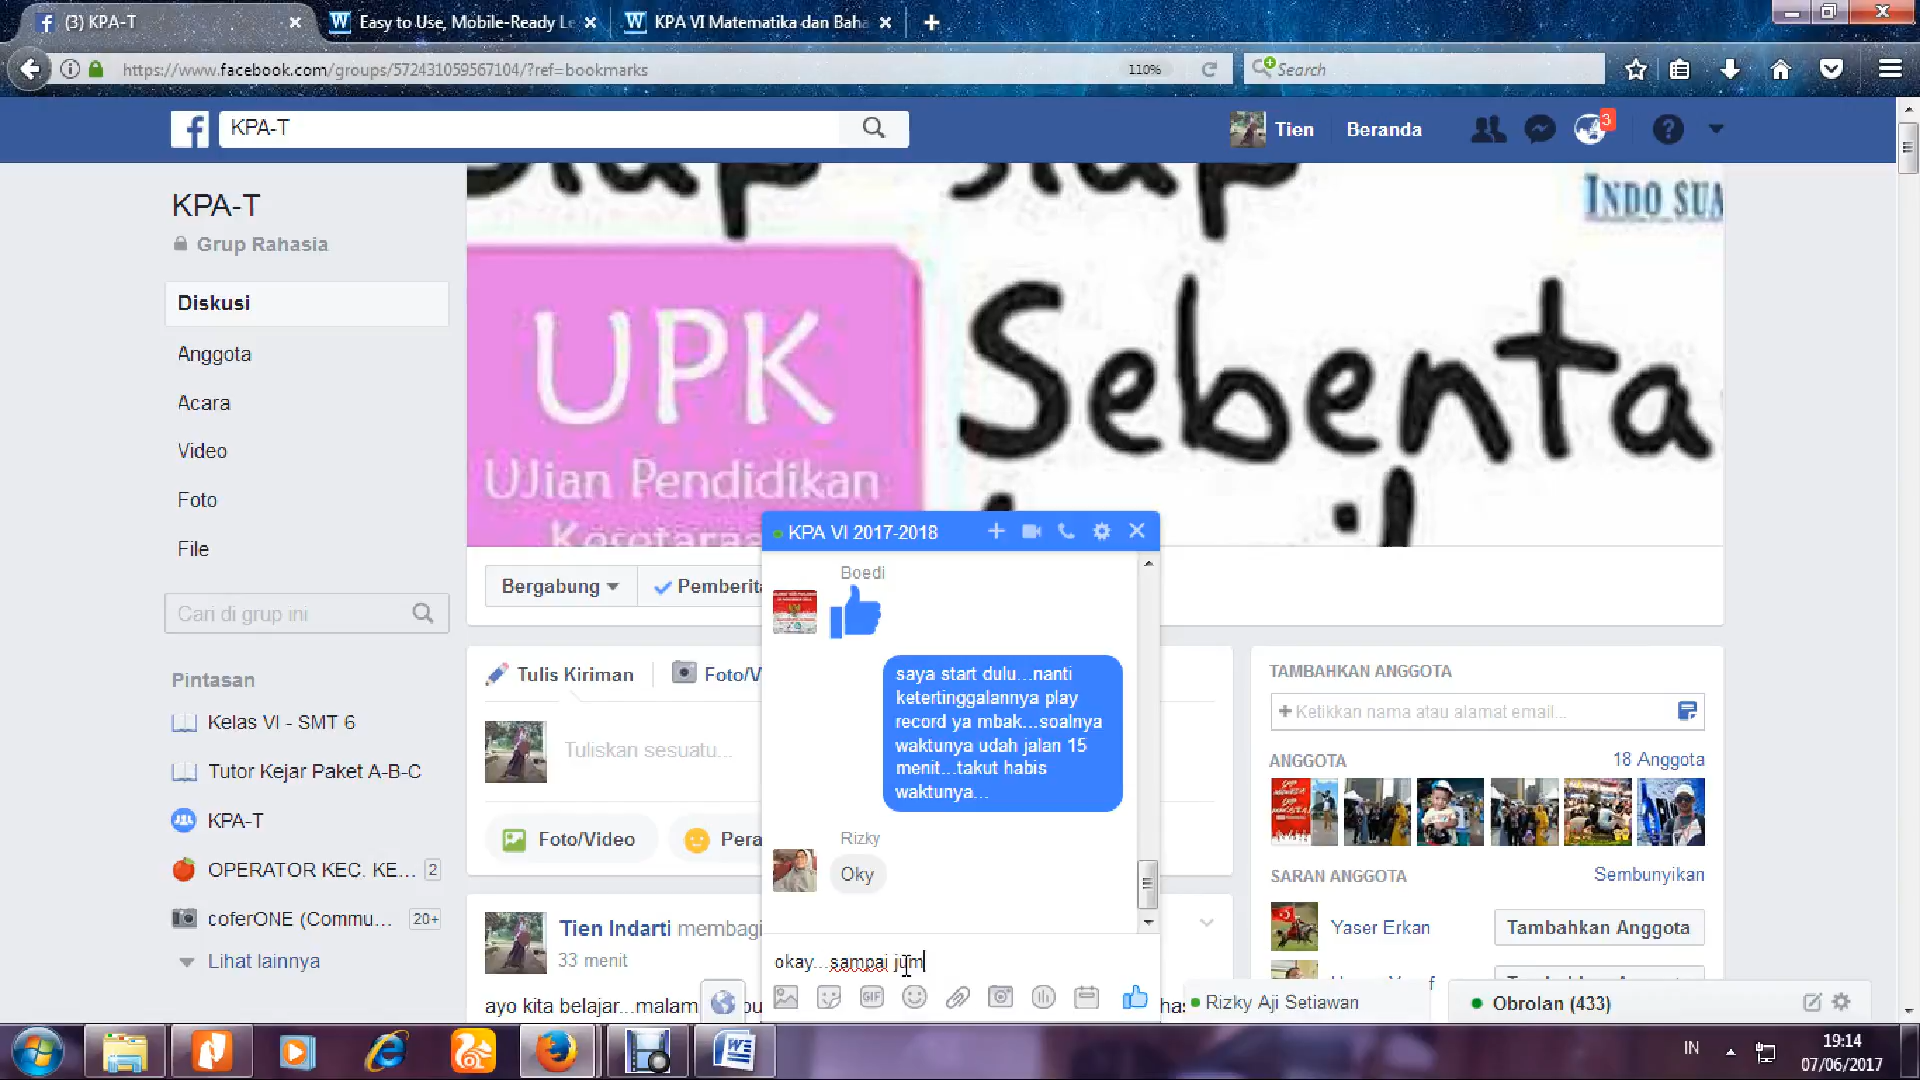 (3) KPA-T
Easy to Use, Mobile-Ready Le
KPA VI Matematika dan Baha
https://www.facebook.com/groups/572431059567104/?ref=bookmarks
110%
Search
KPA-T
Tien
Beranda
3
KPA-T
Grup Rahasia
Diskusi
Anggota
Acara
Video
Foto
File
Cari di grup ini
Pintasan
Kelas VI - SMT 6
Tutor Kejar Paket A-B-C
KPA-T
OPERATOR KEC. KE... 2
coferONE (Commu... 20+
Lihat lainnya
INDO SUA
UPK
Sebenta
UJian Pendidikan
Kesetaraa
Bergabung
Pemberita
Tulis Kiriman
Foto/V
Tuliskan sesuatu...
Foto/Video
Pera
Tien Indarti membagi
33 menit
ayo kita belajar...malam
KPA VI 2017-2018
Boedi
saya start dulu...nanti
ketertinggalannya play
record ya mbak...soalnya
waktunya udah jalan 15
menit...takut habis
waktunya...
Rizky
Oky
okay...sampai jum
GIF
TAMBAHKAN ANGGOTA
+ Ketikkan nama atau alamat email...
ANGGOTA
18 Anggota
SARAN ANGGOTA
Sembunyikan
Yaser Erkan
Tambahkan Anggota
Rizky Aji Setiawan
Obrolan (433)
IN
19:14
07/06/2017